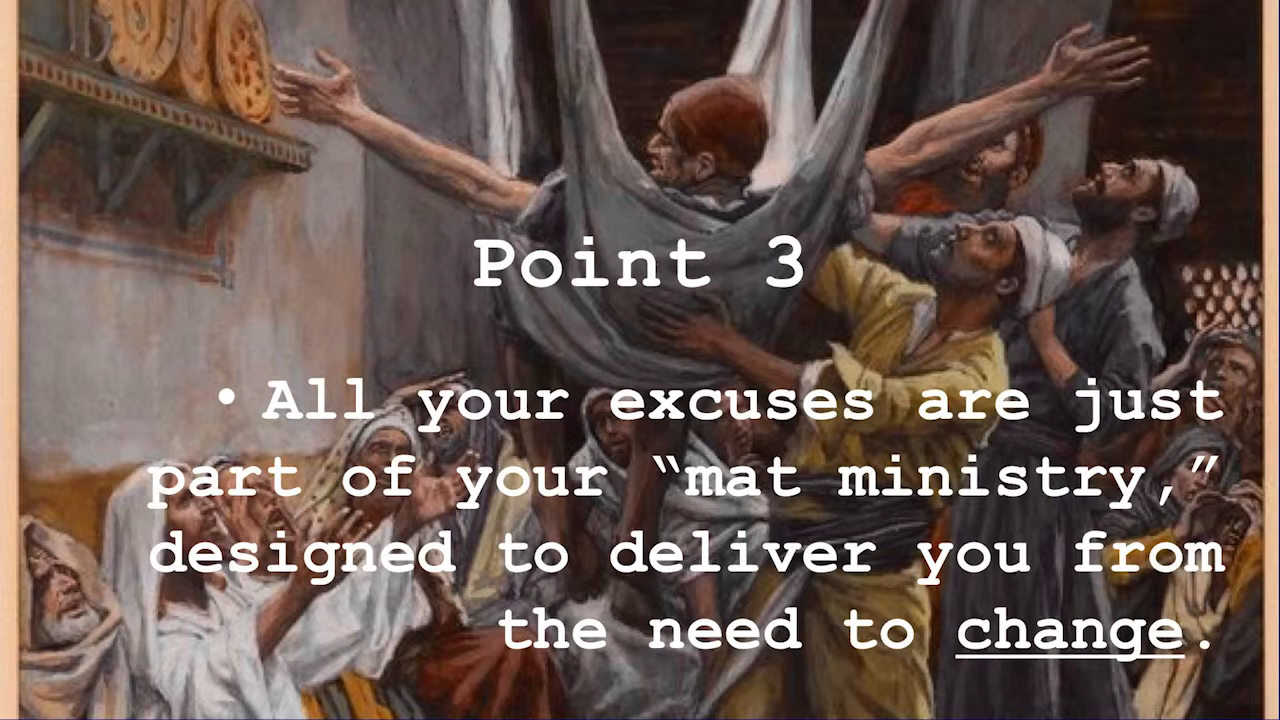 Point 3
• All your excuses are just
part of your “mat ministry,”
designed to deliver you from
the need to change.